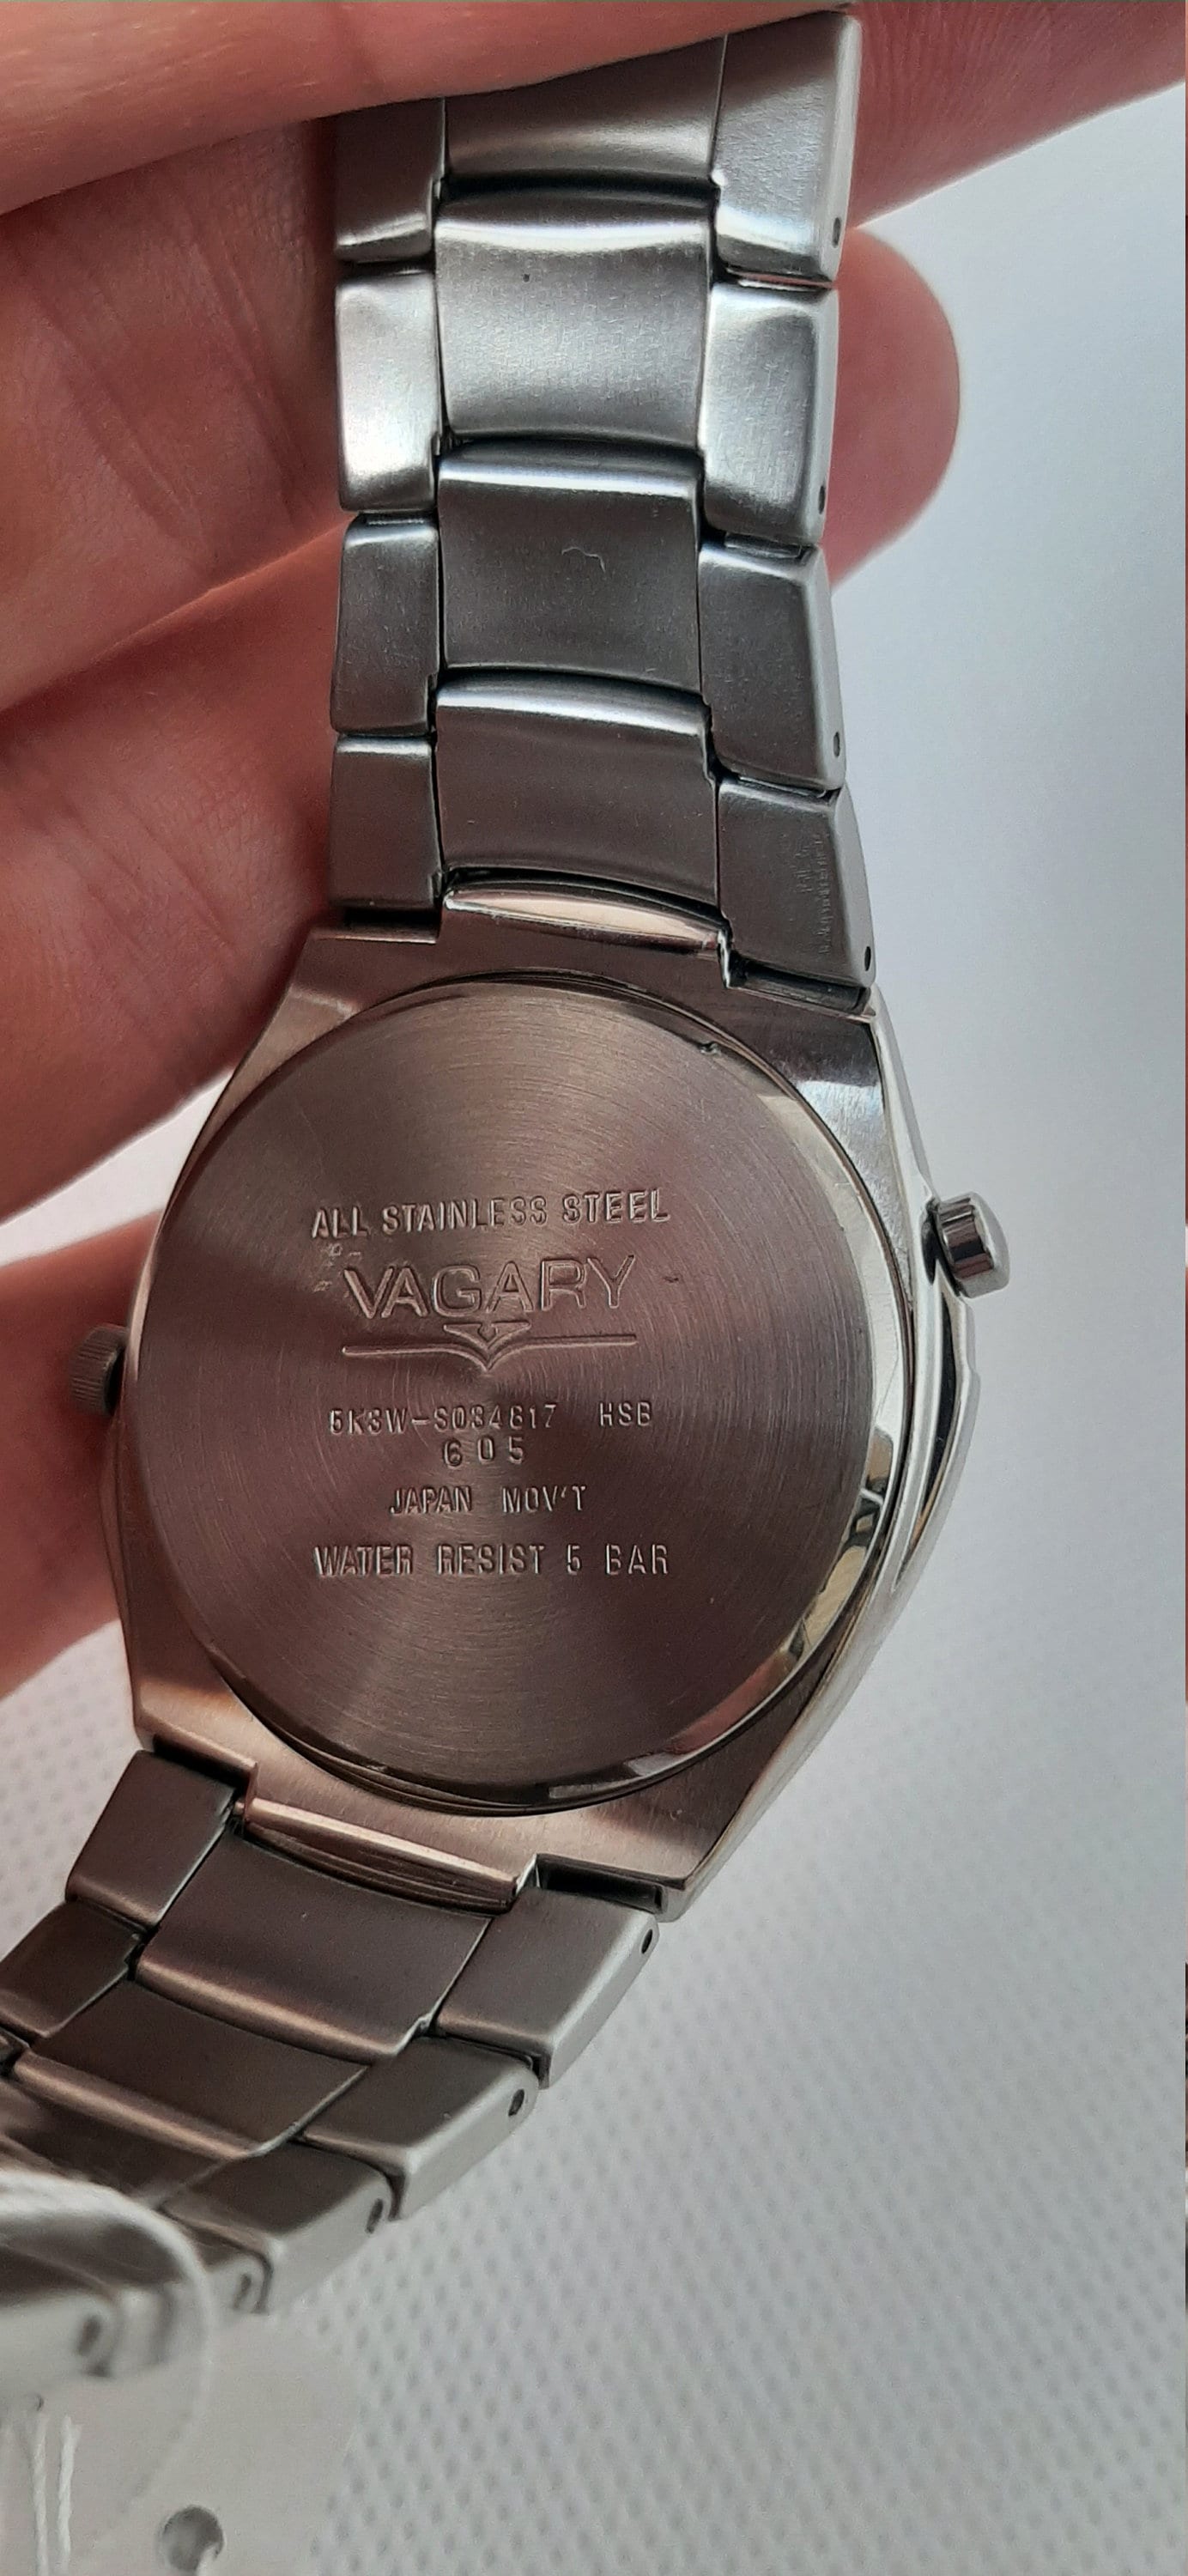 ALL STAINLESS STEEL
VAGARY
5K3W-S034617 HSB
605
JAPAN MOV'T
WATER RESIST 5 BAR